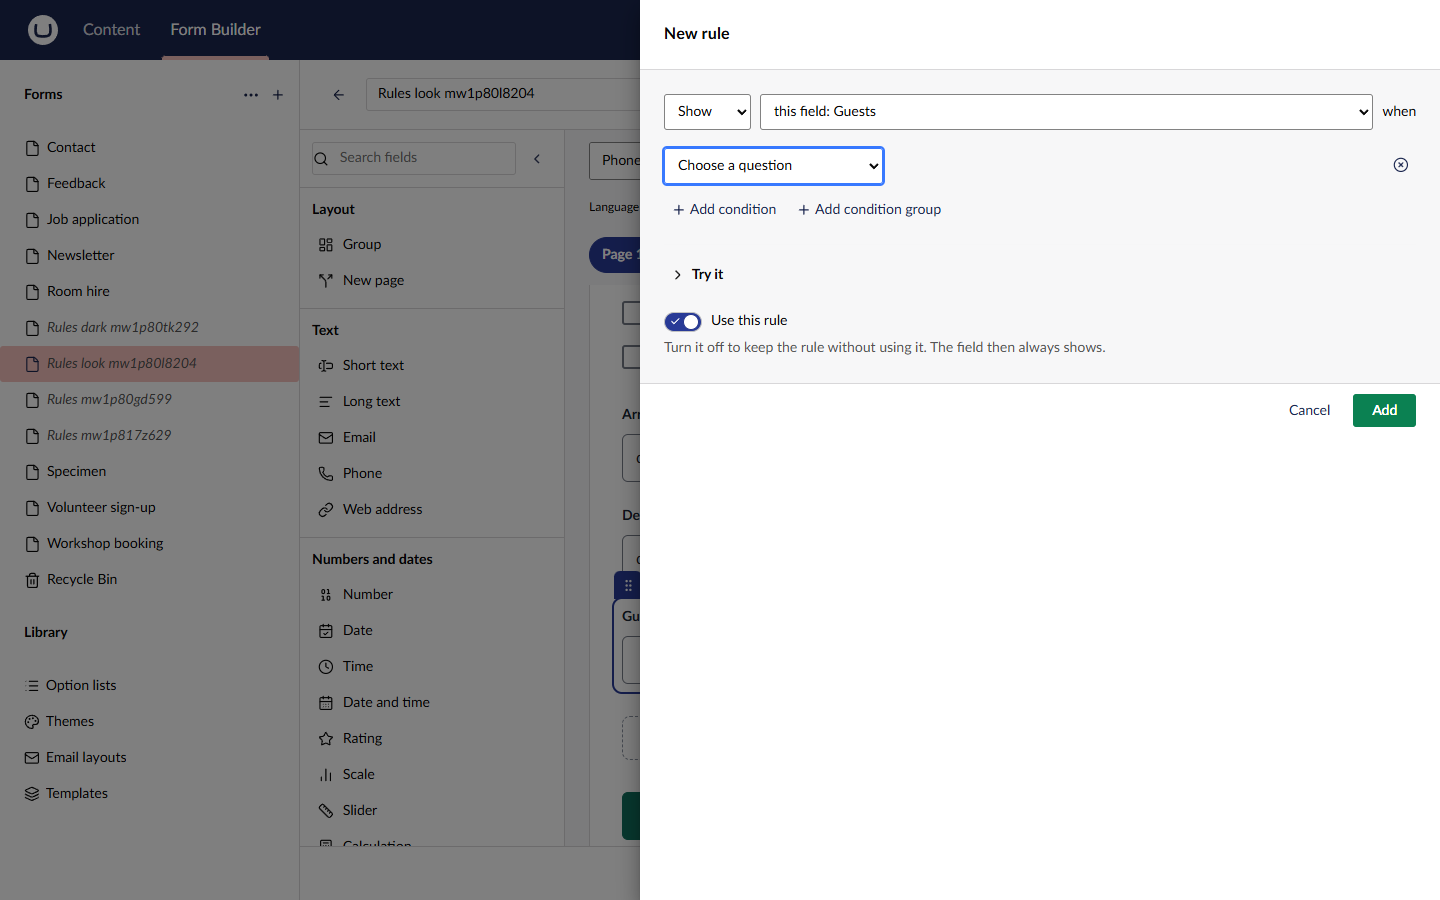 Content
Form Builder
New rule
Forms
Rules look mw1p80l8204
Show
this field: Guests
when
Contact
Search fields
Phone
Choose a question
Feedback
Language
Job application
Layout
Add condition
Add condition group
Newsletter
Group
Page 1
Room hire
New page
Try it
Rules dark mw1p80tk292
Text
Use this rule
Rules look mw1p80l8204
Short text
Turn it off to keep the rule without using it. The field then always shows.
Rules mw1p80gd599
Long text
Cancel
Add
Rules mw1p817z629
Email
Specimen
Phone
Volunteer sign-up
Web address
Workshop booking
Numbers and dates
Recycle Bin
Number
Library
Date
Time
Option lists
Date and time
Themes
Rating
Email layouts
Scale
Templates
Slider
Calculation